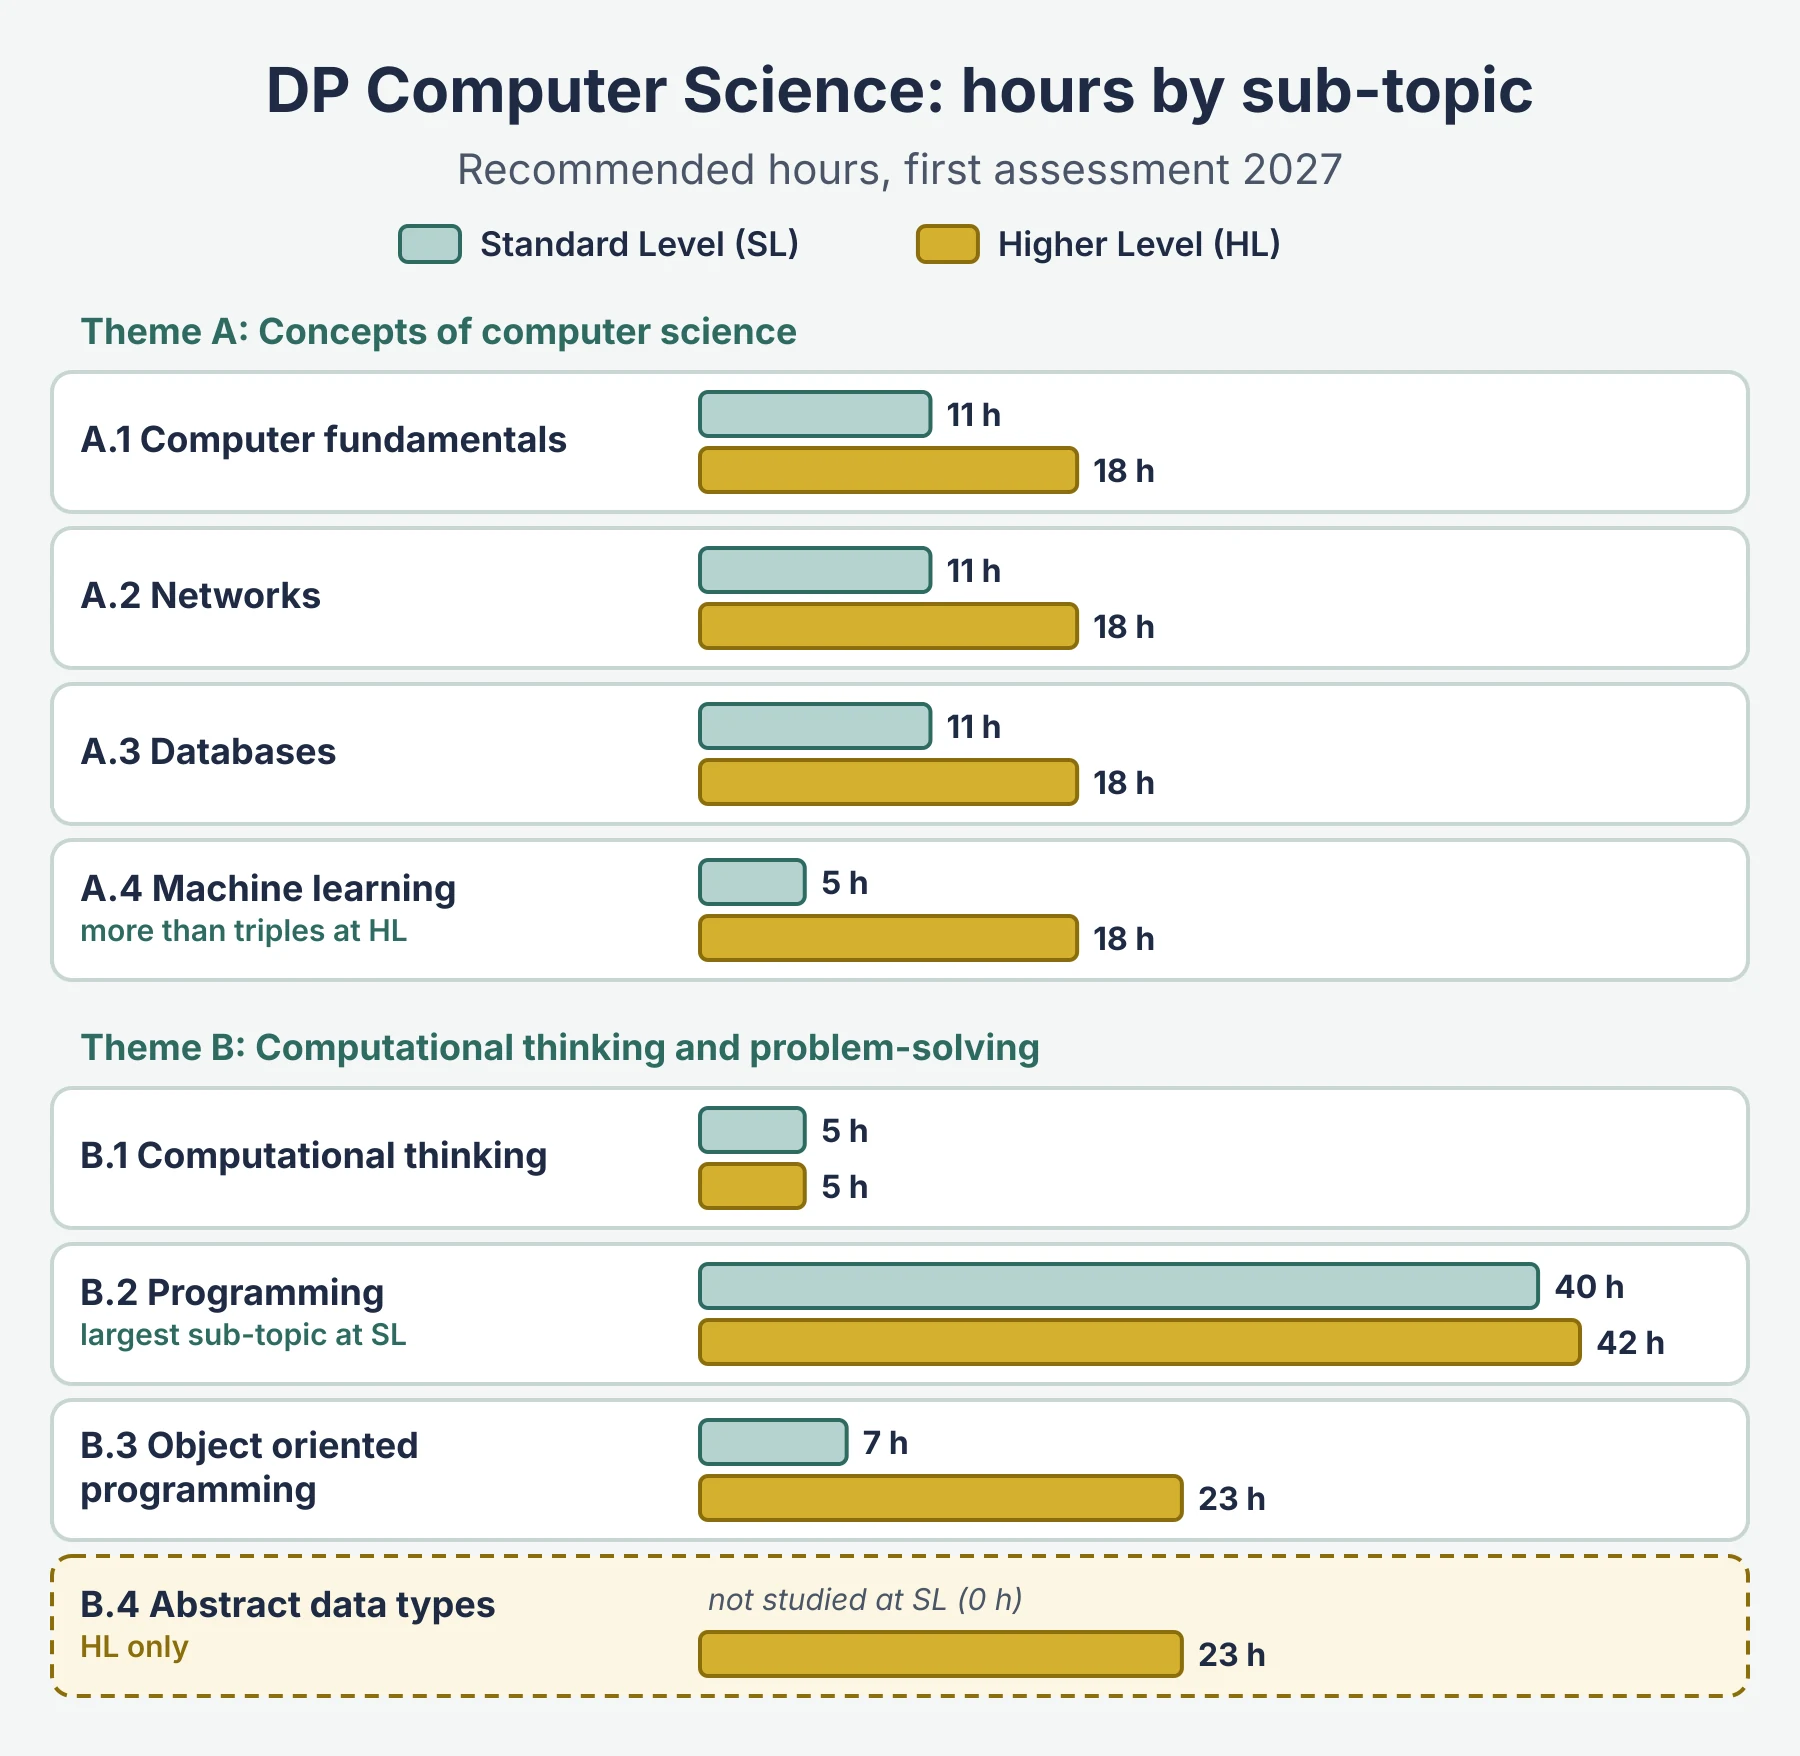 DP Computer Science: hours by sub-topic
Recommended hours, first assessment 2027
Standard Level (SL)
Higher Level (HL)
Theme A: Concepts of computer science
A.1 Computer fundamentals
11 h
18 h
A.2 Networks
11 h
18 h
A.3 Databases
11 h
18 h
A.4 Machine learning
more than triples at HL
5 h
18 h
Theme B: Computational thinking and problem-solving
B.1 Computational thinking
5 h
5 h
B.2 Programming
largest sub-topic at SL
40 h
42 h
B.3 Object oriented
programming
7 h
23 h
B.4 Abstract data types
HL only
not studied at SL (0 h)
23 h